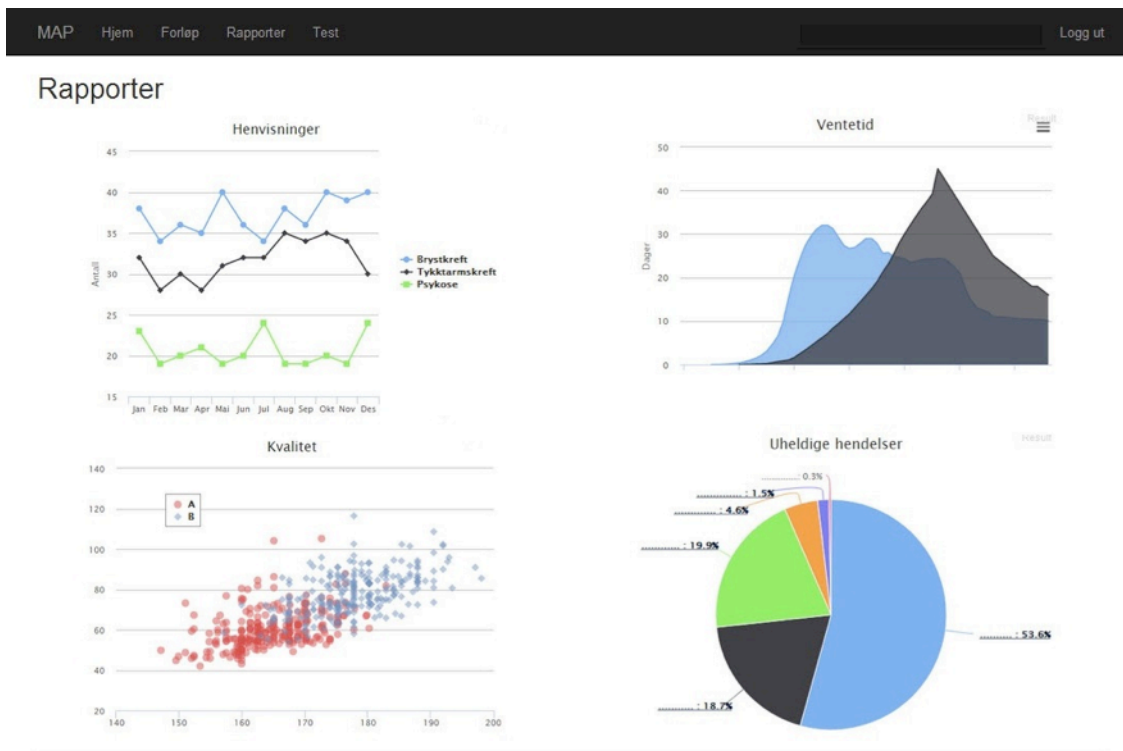 MAP Hjem Forløp Rapporter Test Logg ut
Rapporter
Henvisninger
45
40
35
30
25
20
15
Antall
Jan Feb Mar Apr Mai Jun Jul Aug Sep Okt Nov Des
Brystkreft
Tykktarmskreft
Psykose
Ventetid
Result
50
40
30
20
10
0
Dager
Kvalitet
140
120
100
80
60
40
20
A
B
140 150 160 170 180 190 200
Uheldige hendelser
Result
............ : 0.3%
............ : 1.5%
............ : 4.6%
............ : 19.9%
............ : 53.6%
............ : 18.7%